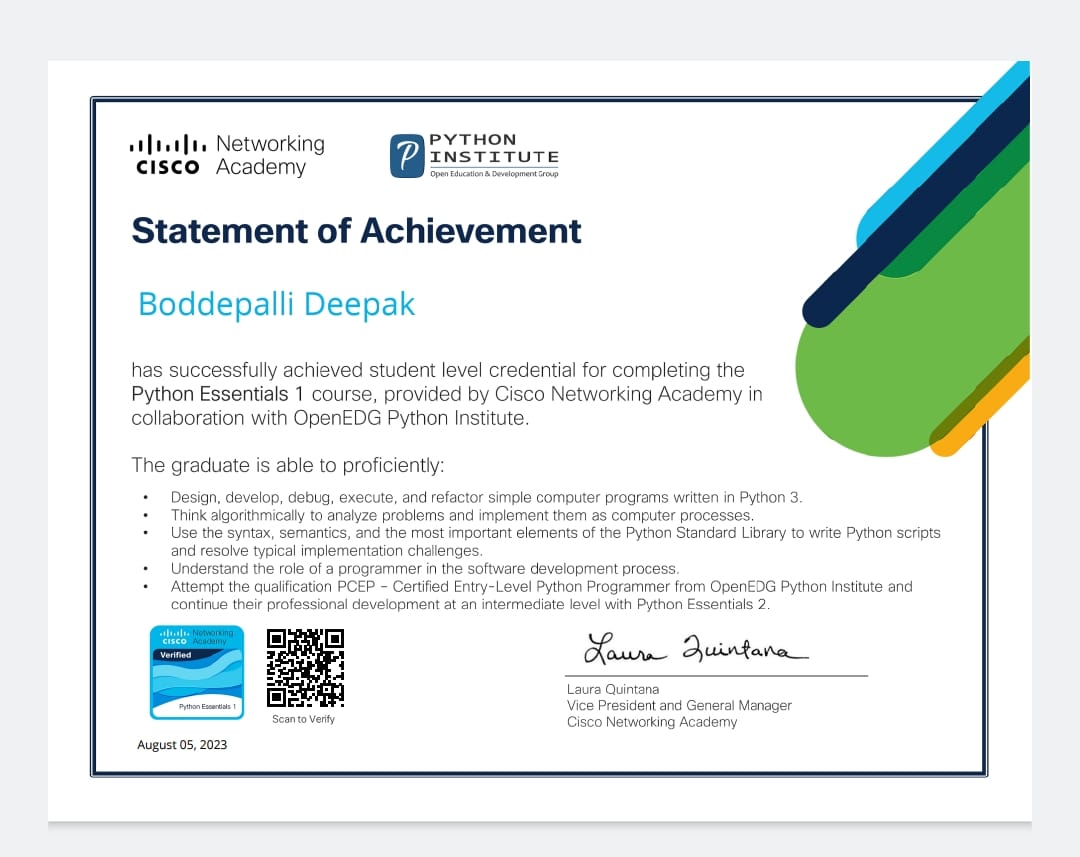 CISCO Networking Academy
PYTHON INSTITUTE
Open Education & Development Group
Statement of Achievement
Boddepalli Deepak
has successfully achieved student level credential for completing the
Python Essentials 1 course, provided by Cisco Networking Academy in
collaboration with OpenEDG Python Institute.
The graduate is able to proficiently:
• Design, develop, debug, execute, and refactor simple computer programs written in Python 3.
• Think algorithmically to analyze problems and implement them as computer processes.
• Use the syntax, semantics, and the most important elements of the Python Standard Library to write Python scripts
and resolve typical implementation challenges.
• Understand the role of a programmer in the software development process.
• Attempt the qualification PCEP – Certified Entry-Level Python Programmer from OpenEDG Python Institute and
continue their professional development at an intermediate level with Python Essentials 2.
CISCO Networking Academy
Verified
Python Essentials 1
Scan to Verify
August 05, 2023
Laura Quintana
Laura Quintana
Vice President and General Manager
Cisco Networking Academy